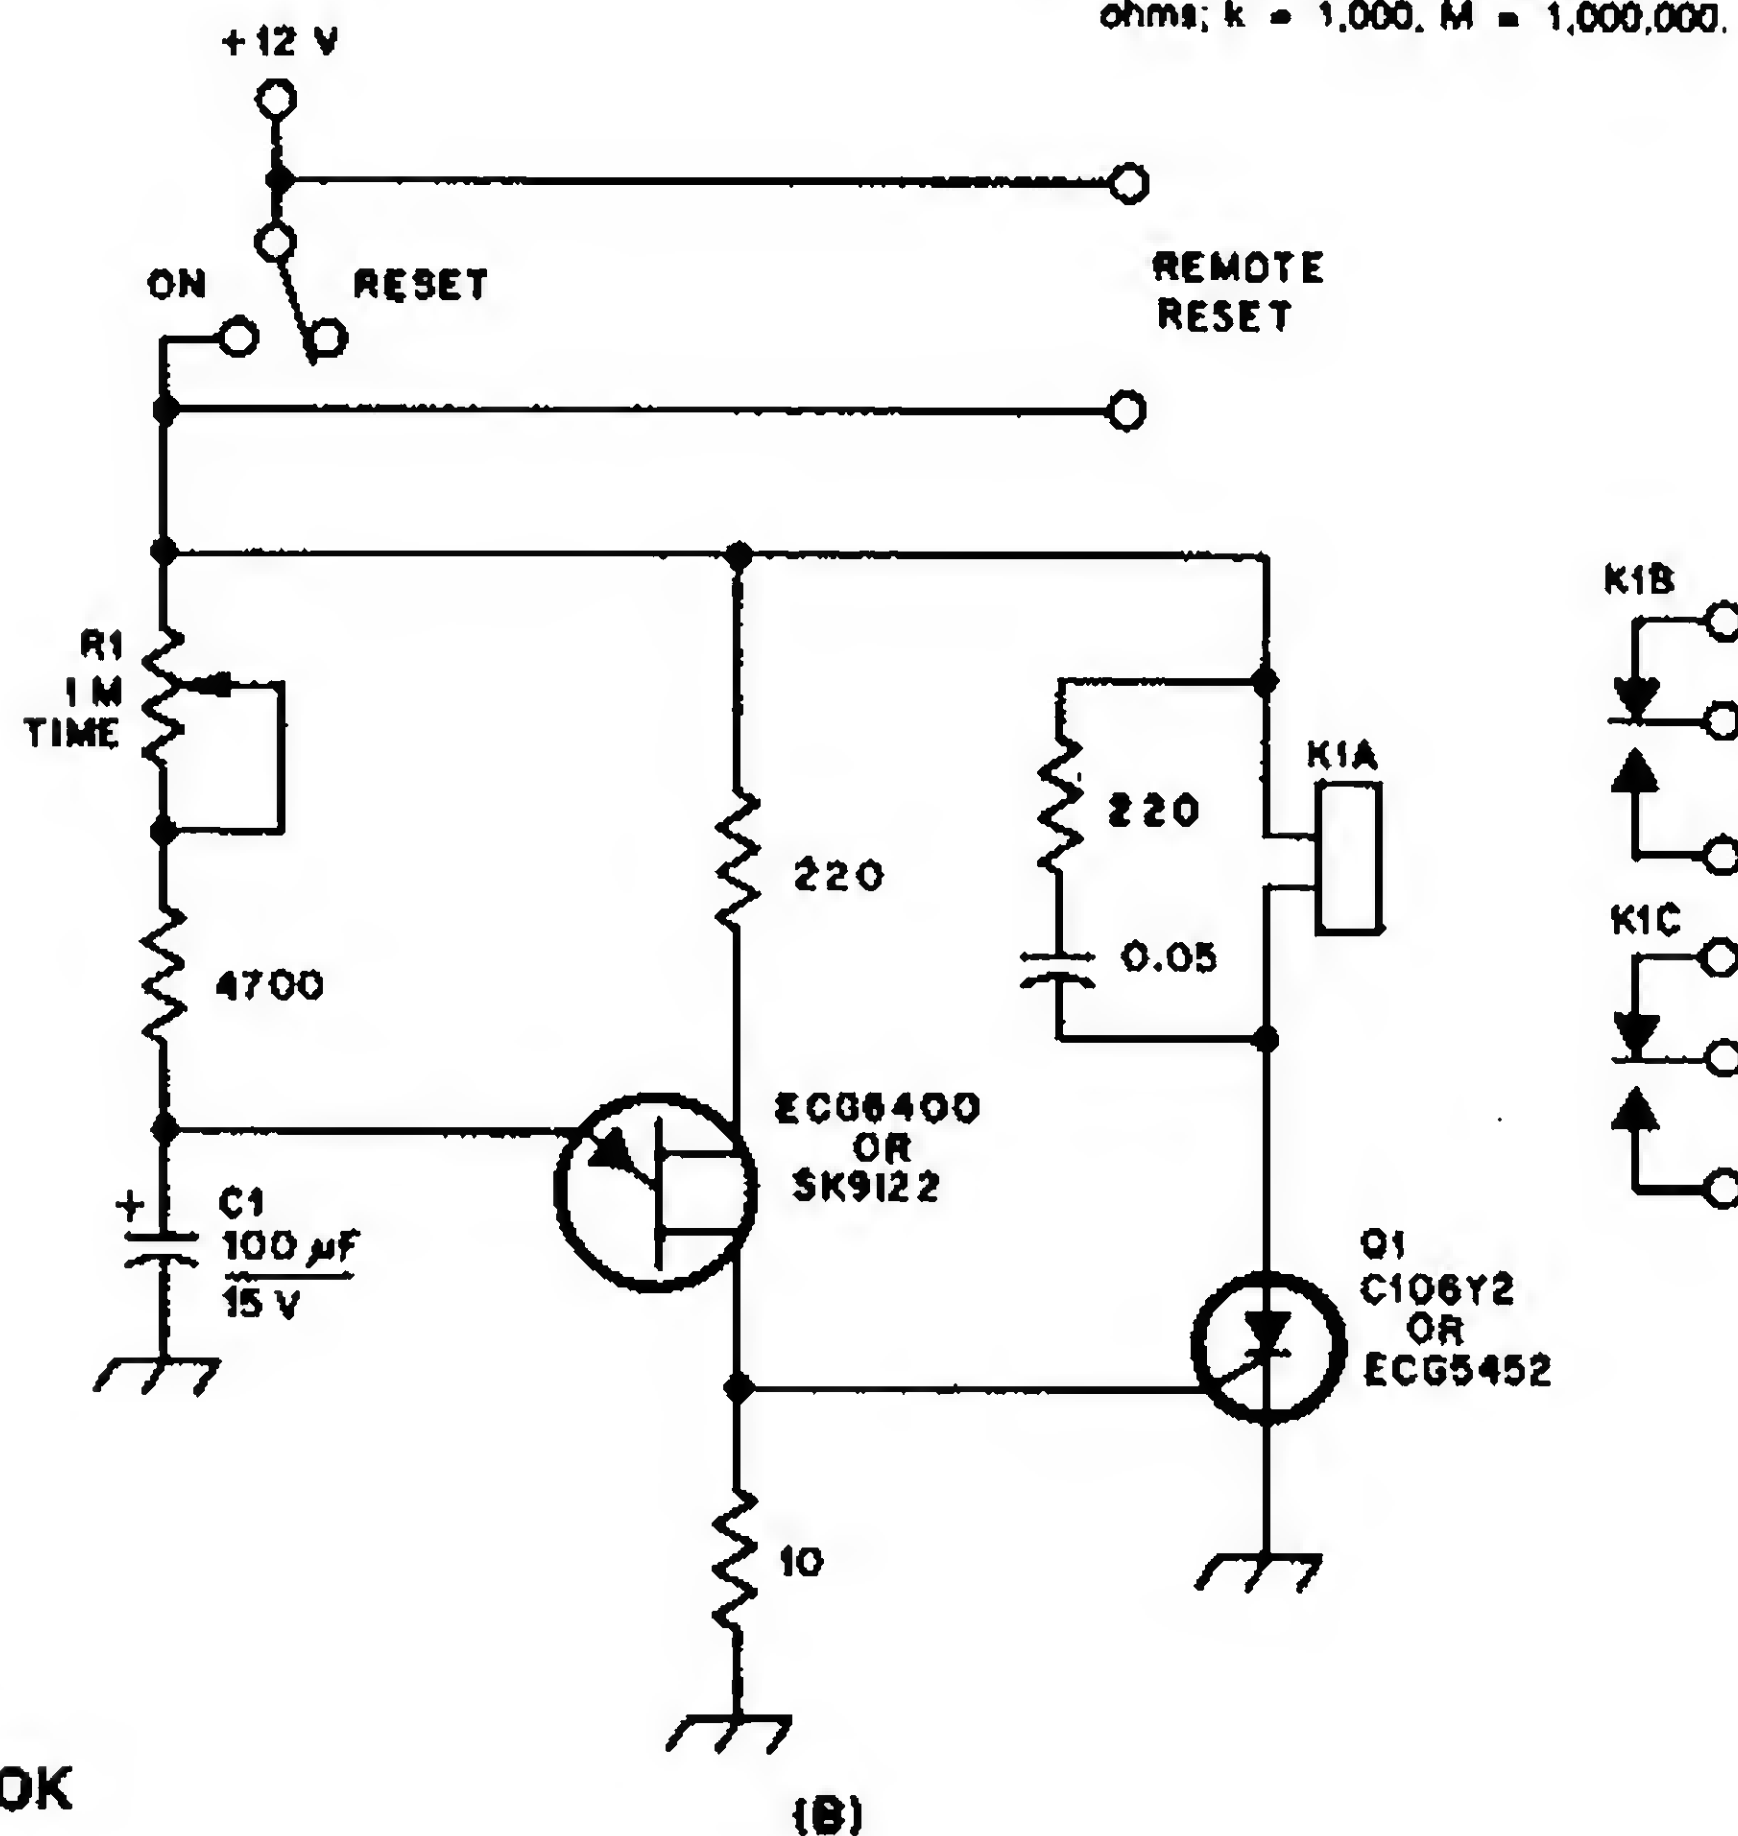 ohms; k = 1,000, M = 1,000,000.
+12 V
ON
RESET
REMOTE
RESET
R1
1 M
TIME
4700
220
220
0.05
K1A
K1B
K1C
ECG6400
OR
SK9122
+
C1
100 µF
15 V
Q1
C106Y2
OR
ECG5452
10
OK
(B)